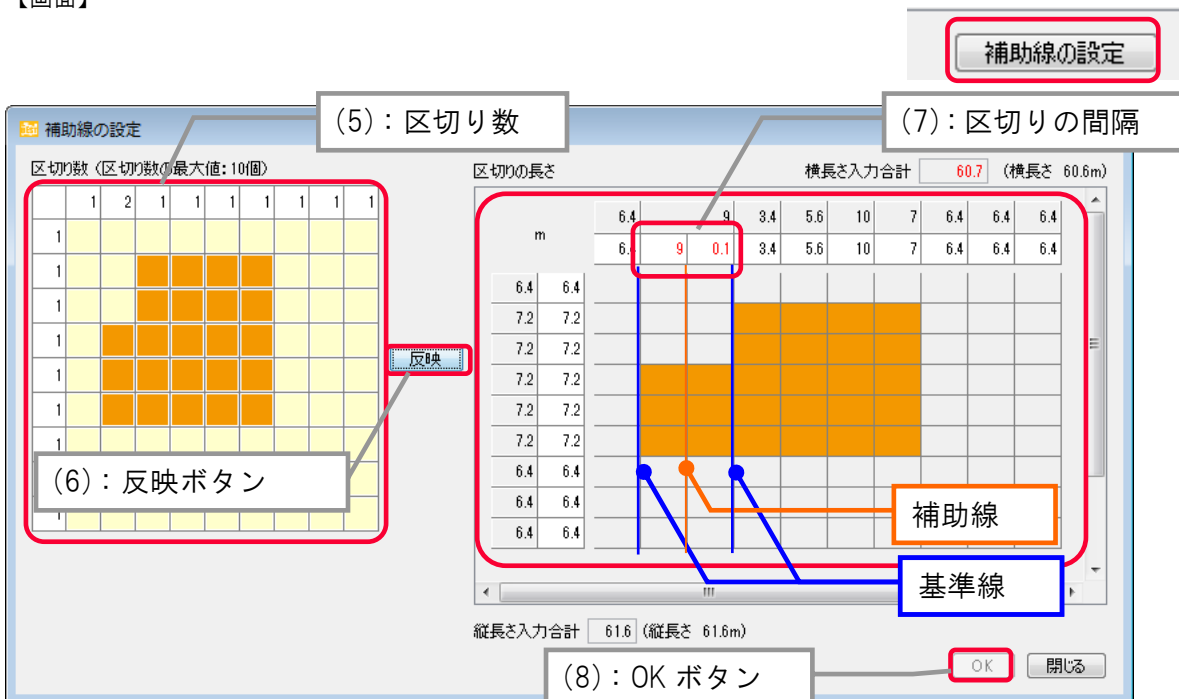 【画面】
補助線の設定
補助線の設定
(5)：区切り数
(7)：区切りの間隔
区切り数 (区切り数の最大値：10個)
区切りの長さ
横長さ入力合計 60.7 (横長さ 60.6m)
1 2 1 1 1 1 1 1 1
1
1
1
1
1
1
1
1
m
6.4 9 3.4 5.6 10 7 6.4 6.4 6.4
9 0.1 3.4 5.6 10 7 6.4 6.4 6.4
6.4 6.4
7.2 7.2
7.2 7.2
7.2 7.2
7.2 7.2
7.2 7.2
6.4 6.4
6.4 6.4
6.4 6.4
反映
(6)：反映ボタン
補助線
基準線
縦長さ入力合計 61.6 (縦長さ 61.6m)
(8)：OK ボタン
OK
閉じる